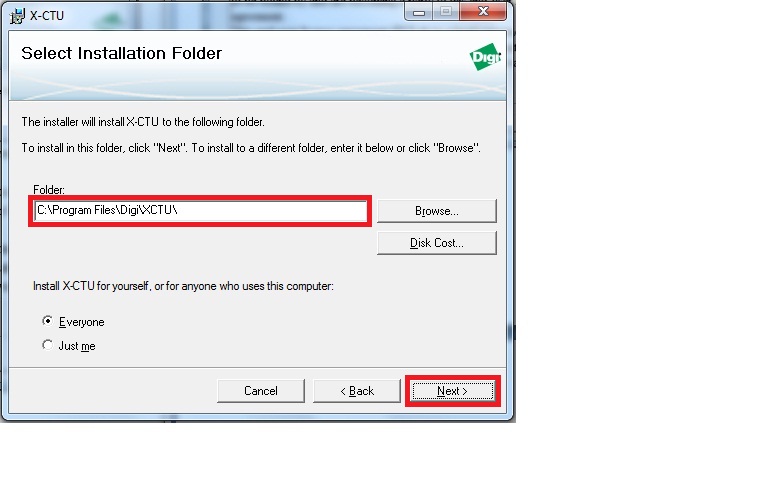 X-CTU
Select Installation Folder
Digi
The installer will install X-CTU to the following folder.
To install in this folder, click "Next". To install to a different folder, enter it below or click "Browse".
Folder:
C:\Program Files\Digi\XCTU\
Browse...
Disk Cost...
Install X-CTU for yourself, or for anyone who uses this computer:
Everyone
Just me
Cancel
< Back
Next >